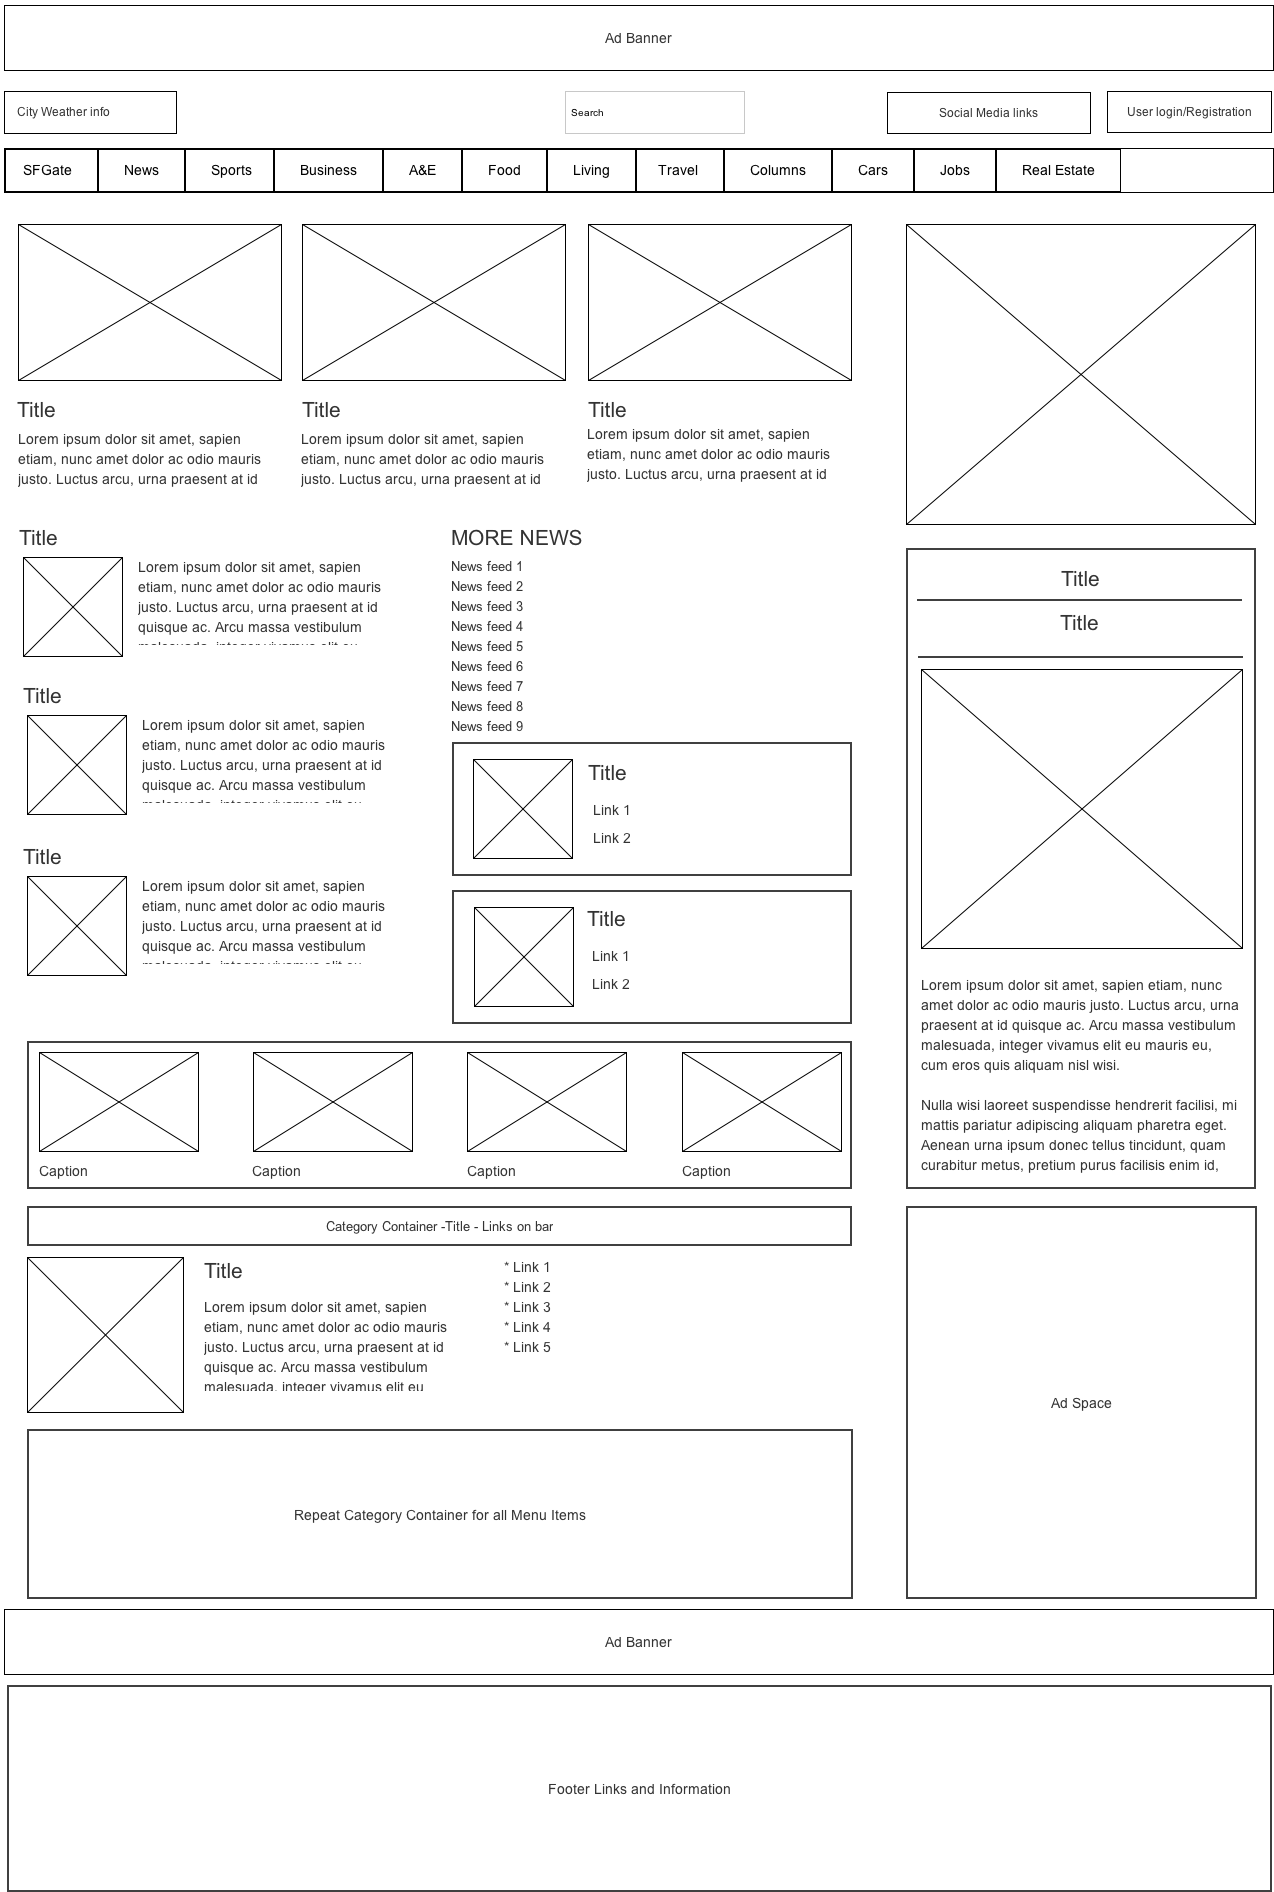 Ad Banner
City Weather info
Search
Social Media links
User login/Registration
SFGate News Sports Business A&E Food Living Travel Columns Cars Jobs Real Estate
Title
Lorem ipsum dolor sit amet, sapien
etiam, nunc amet dolor ac odio mauris
justo. Luctus arcu, urna praesent at id
Title
Lorem ipsum dolor sit amet, sapien
etiam, nunc amet dolor ac odio mauris
justo. Luctus arcu, urna praesent at id
Title
Lorem ipsum dolor sit amet, sapien
etiam, nunc amet dolor ac odio mauris
justo. Luctus arcu, urna praesent at id
Title
Lorem ipsum dolor sit amet, sapien
etiam, nunc amet dolor ac odio mauris
justo. Luctus arcu, urna praesent at id
quisque ac. Arcu massa vestibulum
Title
Lorem ipsum dolor sit amet, sapien
etiam, nunc amet dolor ac odio mauris
justo. Luctus arcu, urna praesent at id
quisque ac. Arcu massa vestibulum
Title
Lorem ipsum dolor sit amet, sapien
etiam, nunc amet dolor ac odio mauris
justo. Luctus arcu, urna praesent at id
quisque ac. Arcu massa vestibulum
MORE NEWS
News feed 1
News feed 2
News feed 3
News feed 4
News feed 5
News feed 6
News feed 7
News feed 8
News feed 9
Title
Link 1
Link 2
Title
Link 1
Link 2
Title
Title
Lorem ipsum dolor sit amet, sapien etiam, nunc
amet dolor ac odio mauris justo. Luctus arcu, urna
praesent at id quisque ac. Arcu massa vestibulum
malesuada, integer vivamus elit eu mauris eu,
cum eros quis aliquam nisl wisi.
Nulla wisi laoreet suspendisse hendrerit facilisi, mi
mattis pariatur adipiscing aliquam pharetra eget.
Aenean urna ipsum donec tellus tincidunt, quam
curabitur metus, pretium purus facilisis enim id,
Caption
Caption
Caption
Caption
Category Container -Title - Links on bar
Title
Lorem ipsum dolor sit amet, sapien
etiam, nunc amet dolor ac odio mauris
justo. Luctus arcu, urna praesent at id
quisque ac. Arcu massa vestibulum
malesuada, integer vivamus elit eu
* Link 1
* Link 2
* Link 3
* Link 4
* Link 5
Ad Space
Repeat Category Container for all Menu Items
Ad Banner
Footer Links and Information